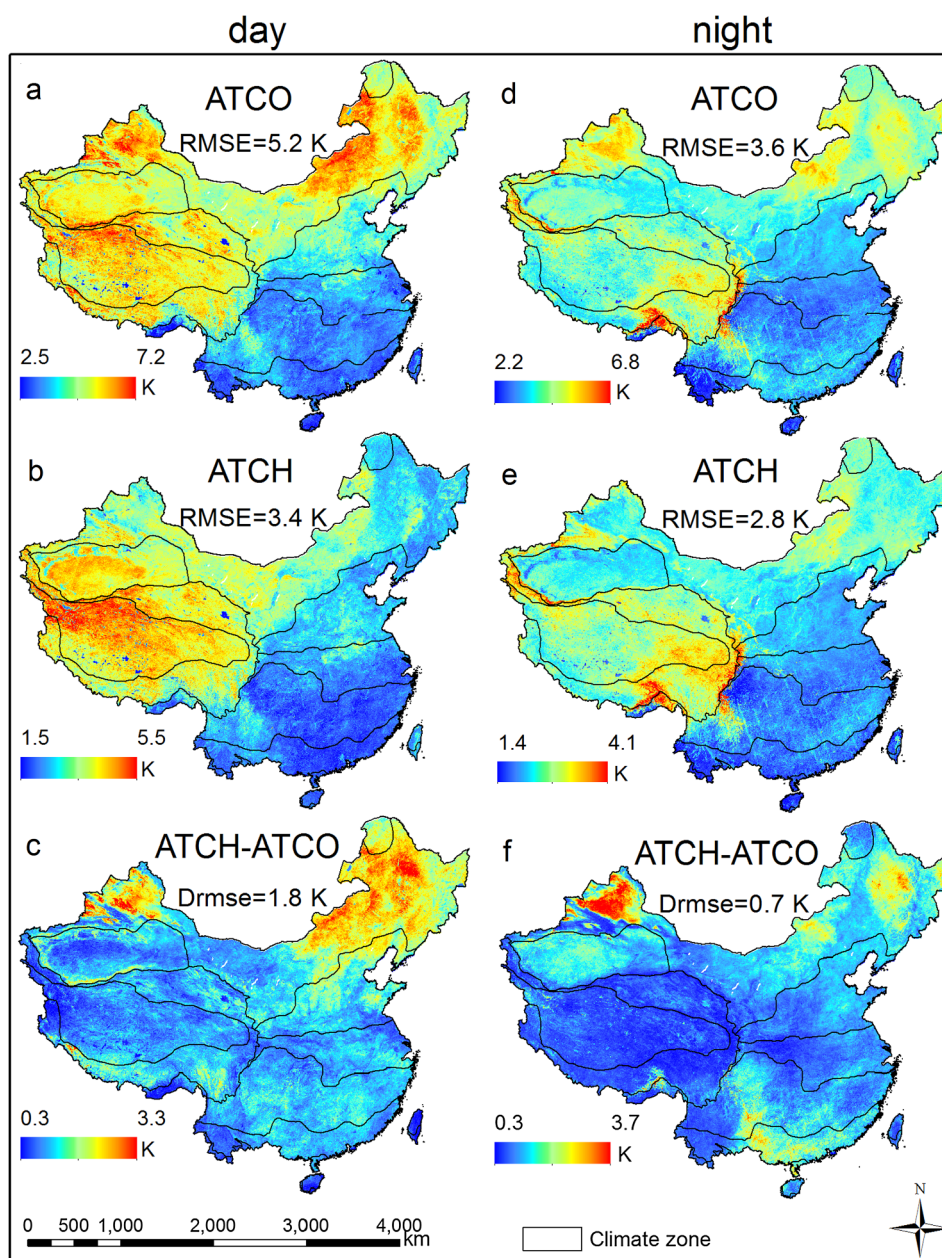 day
night
a
ATCO
RMSE=5.2 K
2.5
7.2
K
d
ATCO
RMSE=3.6 K
2.2
6.8
K
b
ATCH
RMSE=3.4 K
1.5
5.5
K
e
ATCH
RMSE=2.8 K
1.4
4.1
K
c
ATCH-ATCO
Drmse=1.8 K
0.3
3.3
K
f
ATCH-ATCO
Drmse=0.7 K
0.3
3.7
K
0 500 1,000 2,000 3,000 4,000
km
Climate zone
N